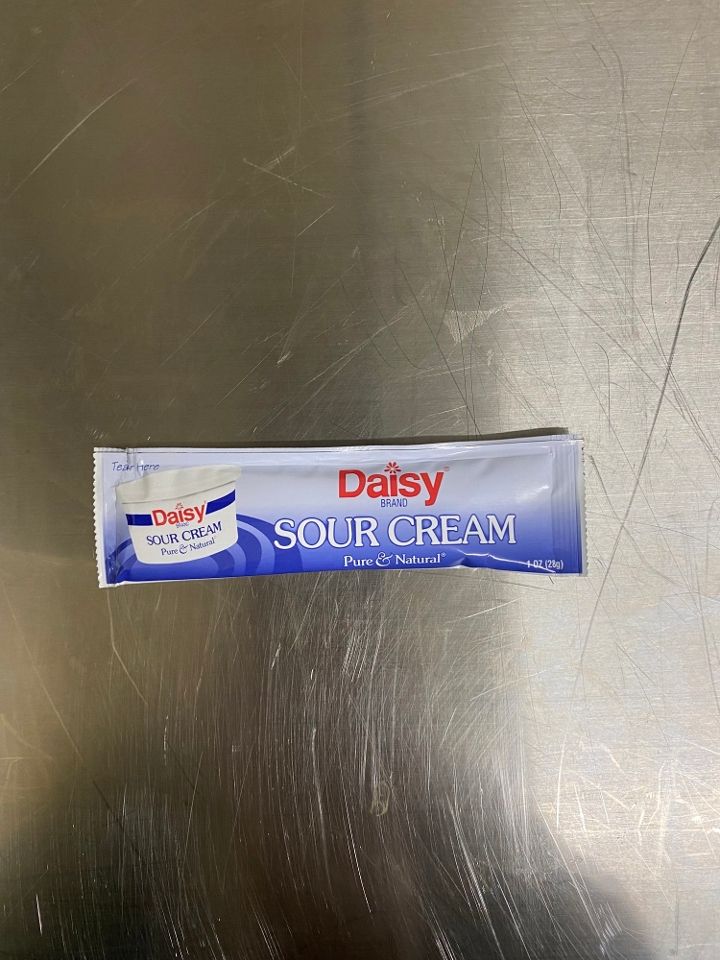 Tear Here
Daisy
BRAND
SOUR CREAM
Pure & Natural
Daisy®
BRAND
SOUR CREAM
Pure & Natural®
1 OZ (28g)